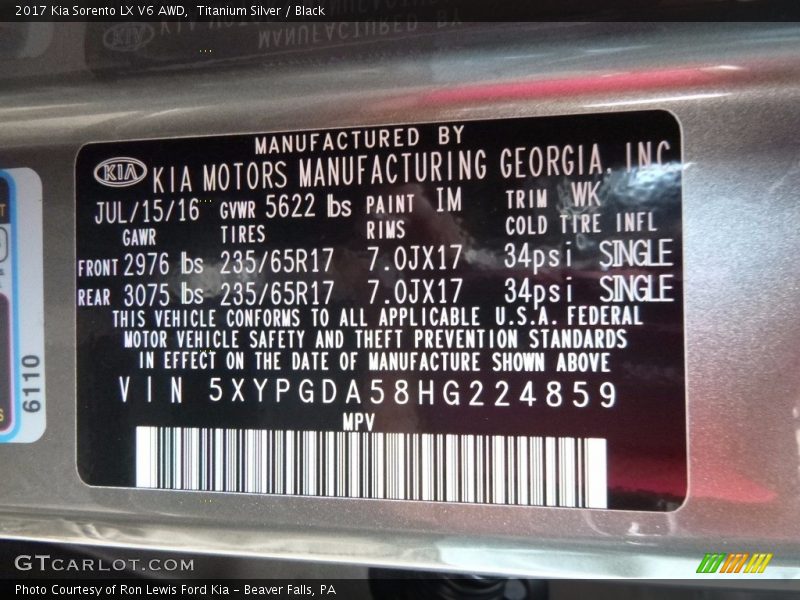 2017 Kia Sorento LX V6 AWD, Titanium Silver / Black
MANUFACTURED BY
KIA KIA MOTORS MANUFACTURING GEORGIA, INC
JUL/15/16 GVWR 5622 lbs PAINT IM TRIM WK
GAWR TIRES RIMS COLD TIRE INFL
FRONT 2976 lbs 235/65R17 7.0JX17 34psi SINGLE
REAR 3075 lbs 235/65R17 7.0JX17 34psi SINGLE
THIS VEHICLE CONFORMS TO ALL APPLICABLE U.S.A. FEDERAL
MOTOR VEHICLE SAFETY AND THEFT PREVENTION STANDARDS
IN EFFECT ON THE DATE OF MANUFACTURE SHOWN ABOVE
VIN 5XYPGDA58HG224859
MPV
6110
GTCARLOT.COM
Photo Courtesy of Ron Lewis Ford Kia - Beaver Falls, PA